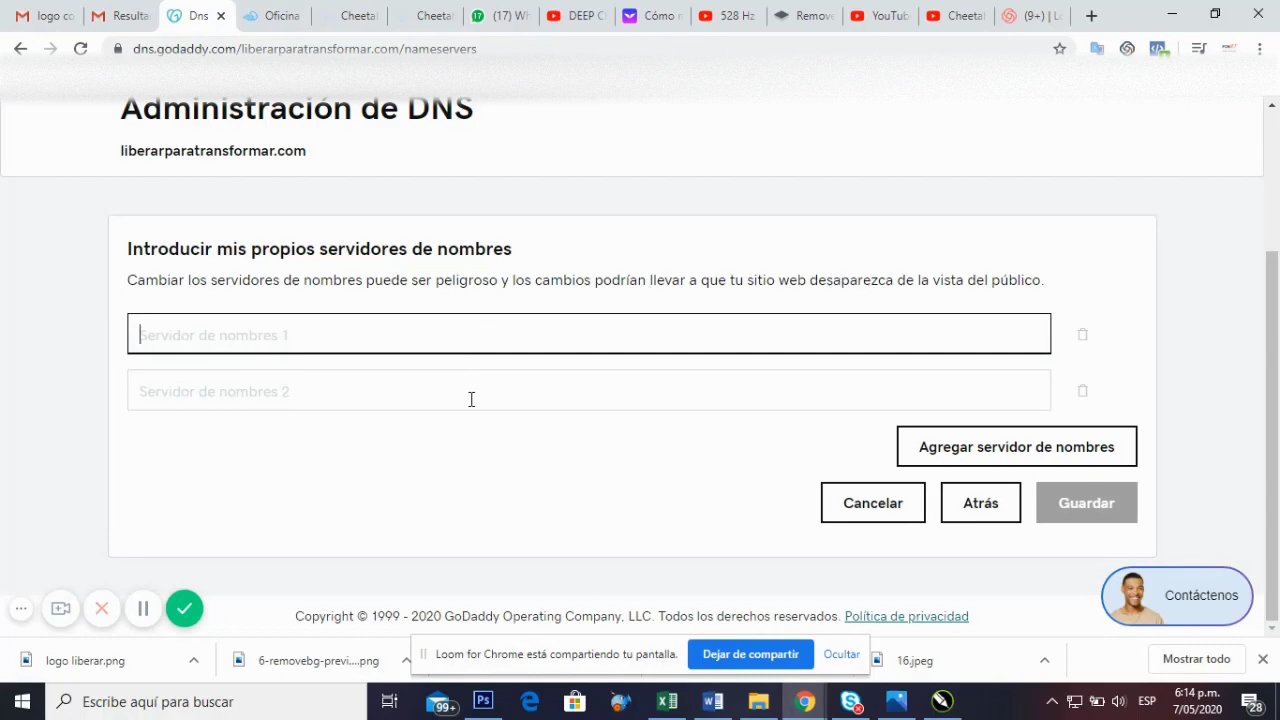 logo co
Resultar
Dns
Oficina
Cheetal
Cheetal
(17) Wh
DEEP C
Cómo r
528 Hz
Remove
YouTub
Cheetal
(9+) | Lo
dns.godaddy.com/liberarparatransformar.com/nameservers
Administración de DNS
liberarparatransformar.com
Introducir mis propios servidores de nombres
Cambiar los servidores de nombres puede ser peligroso y los cambios podrían llevar a que tu sitio web desaparezca de la vista del público.
Servidor de nombres 1
Servidor de nombres 2
Agregar servidor de nombres
Cancelar
Atrás
Guardar
Contáctenos
Copyright © 1999 - 2020 GoDaddy Operating Company, LLC. Todos los derechos reservados. Política de privacidad
logo liberar.png
6-removebg-previ....png
Loom for Chrome está compartiendo tu pantalla.
Dejar de compartir
Ocultar
16.jpeg
Mostrar todo
Escribe aquí para buscar
99+
ESP
6:14 p.m.
7/05/2020
28